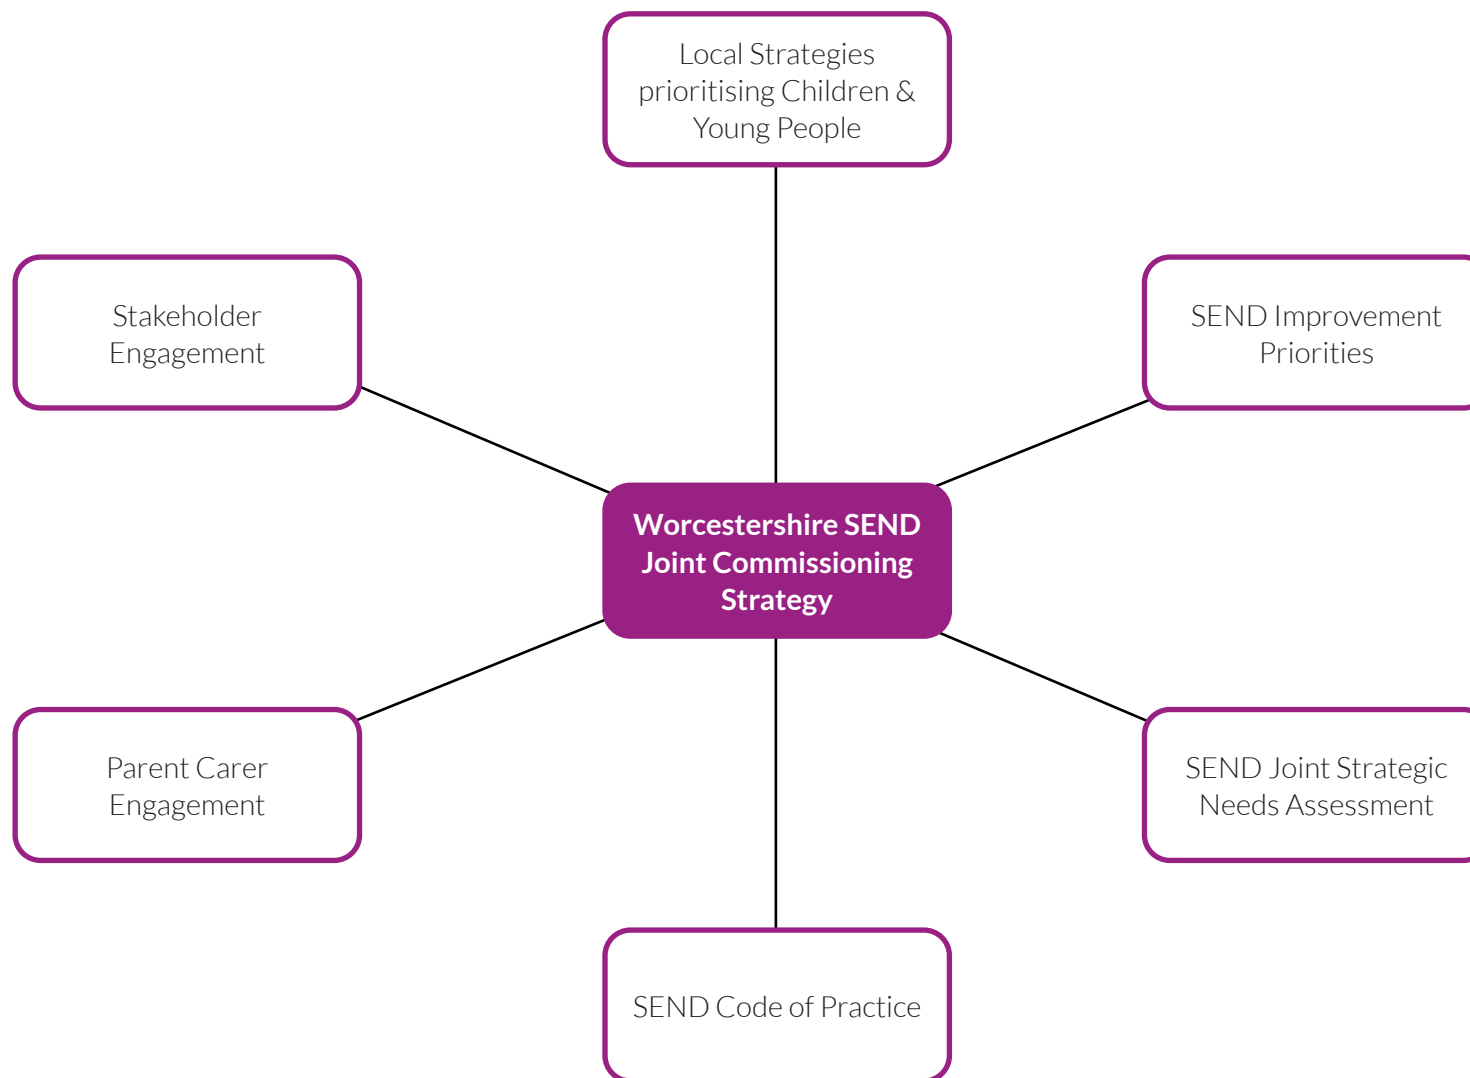 Local Strategies
prioritising Children &
Young People
Stakeholder
Engagement
SEND Improvement
Priorities
Worcestershire SEND
Joint Commissioning
Strategy
Parent Carer
Engagement
SEND Joint Strategic
Needs Assessment
SEND Code of Practice